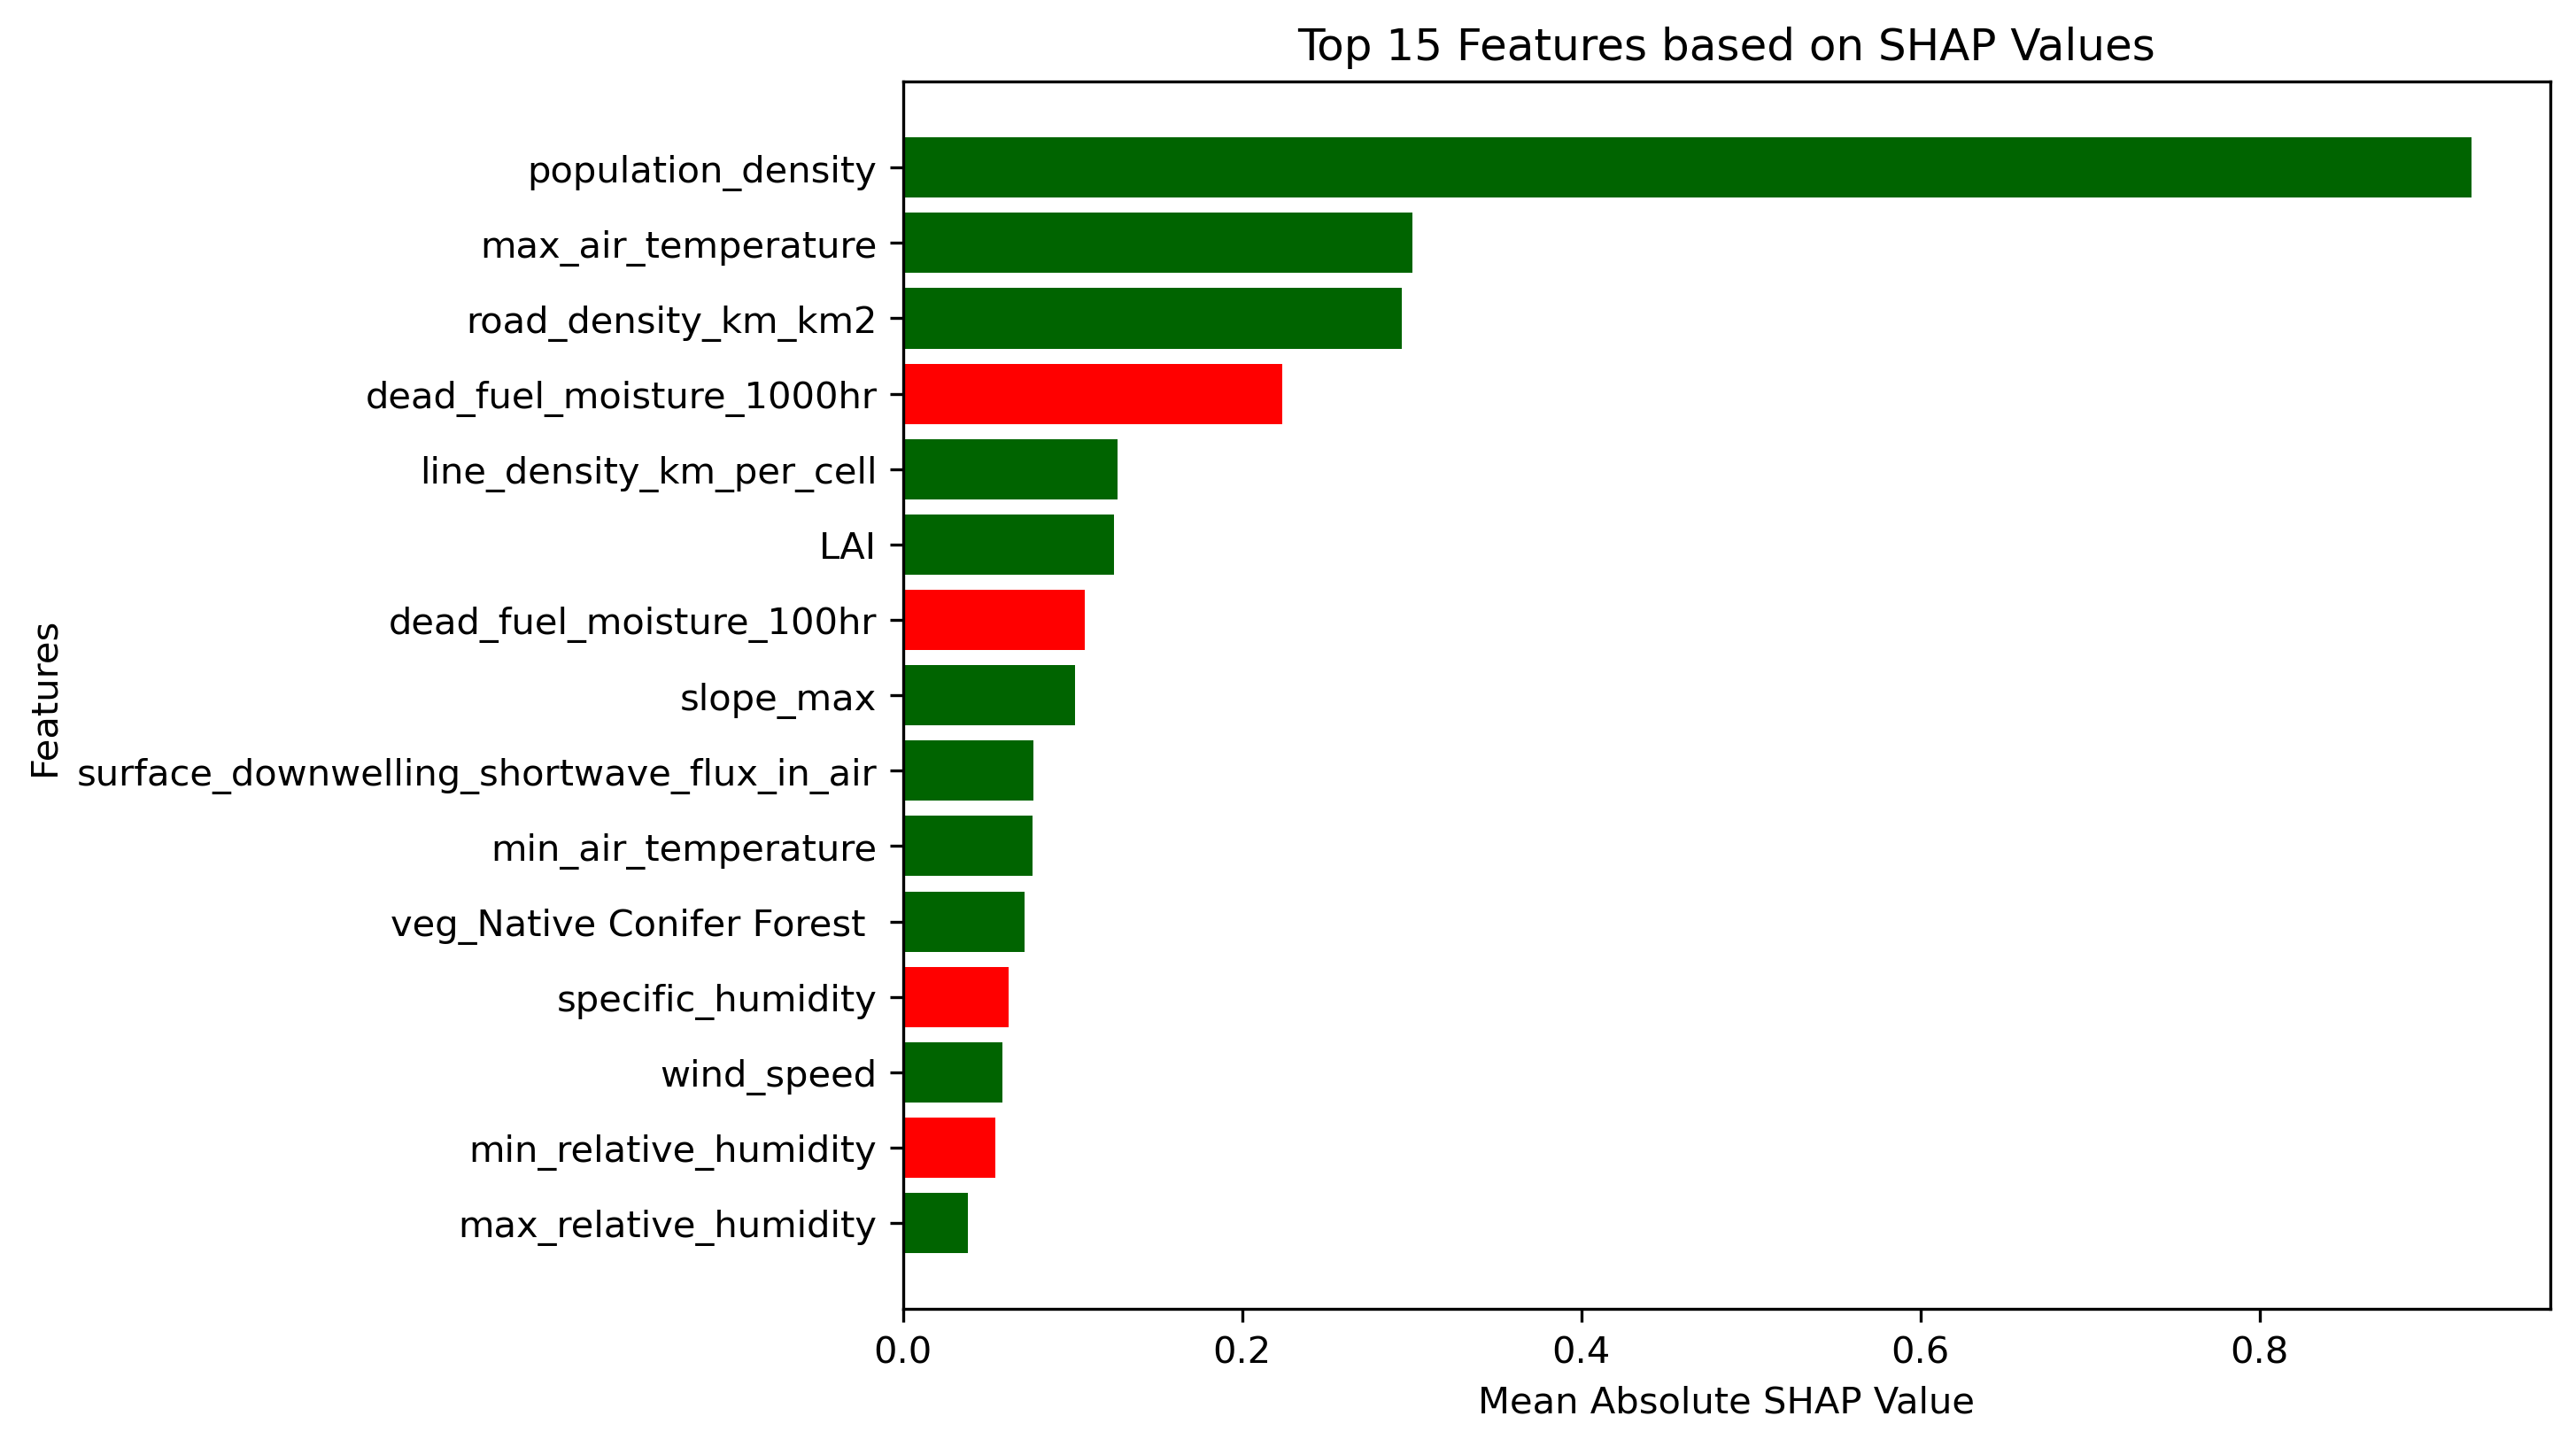 Top 15 Features based on SHAP Values
Features
population_density
max_air_temperature
road_density_km_km2
dead_fuel_moisture_1000hr
line_density_km_per_cell
LAI
dead_fuel_moisture_100hr
slope_max
surface_downwelling_shortwave_flux_in_air
min_air_temperature
veg_Native Conifer Forest
specific_humidity
wind_speed
min_relative_humidity
max_relative_humidity
0.0 0.2 0.4 0.6 0.8
Mean Absolute SHAP Value